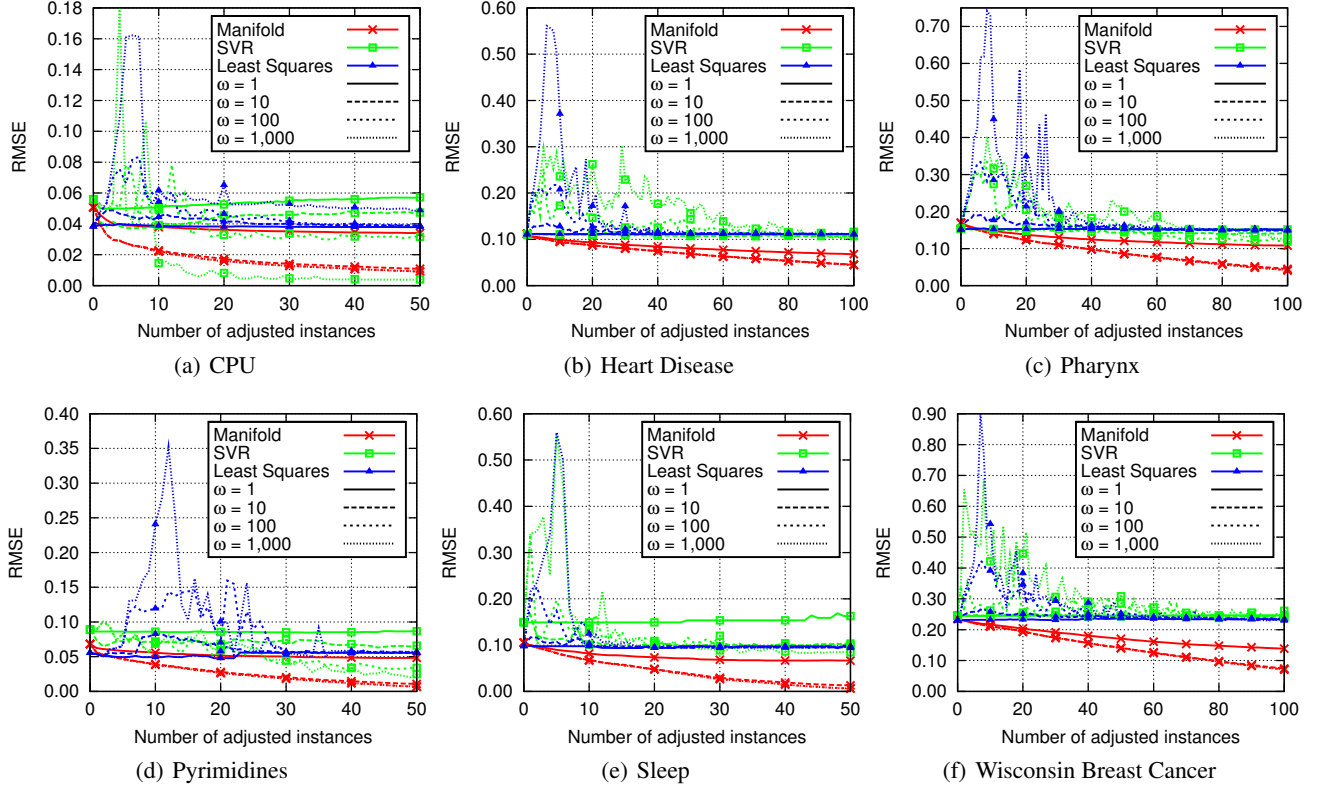 0.18
0.16
0.14
0.12
0.10
0.08
0.06
0.04
0.02
0.00
RMSE
0 10 20 30 40 50
Number of adjusted instances
Manifold
SVR
Least Squares
ω = 1
ω = 10
ω = 100
ω = 1,000
(a) CPU
0.60
0.50
0.40
0.30
0.20
0.10
0.00
RMSE
0 20 40 60 80 100
Number of adjusted instances
Manifold
SVR
Least Squares
ω = 1
ω = 10
ω = 100
ω = 1,000
(b) Heart Disease
0.70
0.60
0.50
0.40
0.30
0.20
0.10
0.00
RMSE
0 20 40 60 80 100
Number of adjusted instances
Manifold
SVR
Least Squares
ω = 1
ω = 10
ω = 100
ω = 1,000
(c) Pharynx
0.40
0.35
0.30
0.25
0.20
0.15
0.10
0.05
0.00
RMSE
0 10 20 30 40 50
Number of adjusted instances
Manifold
SVR
Least Squares
ω = 1
ω = 10
ω = 100
ω = 1,000
(d) Pyrimidines
0.60
0.50
0.40
0.30
0.20
0.10
0.00
RMSE
0 10 20 30 40 50
Number of adjusted instances
Manifold
SVR
Least Squares
ω = 1
ω = 10
ω = 100
ω = 1,000
(e) Sleep
0.90
0.80
0.70
0.60
0.50
0.40
0.30
0.20
0.10
0.00
RMSE
0 20 40 60 80 100
Number of adjusted instances
Manifold
SVR
Least Squares
ω = 1
ω = 10
ω = 100
ω = 1,000
(f) Wisconsin Breast Cancer